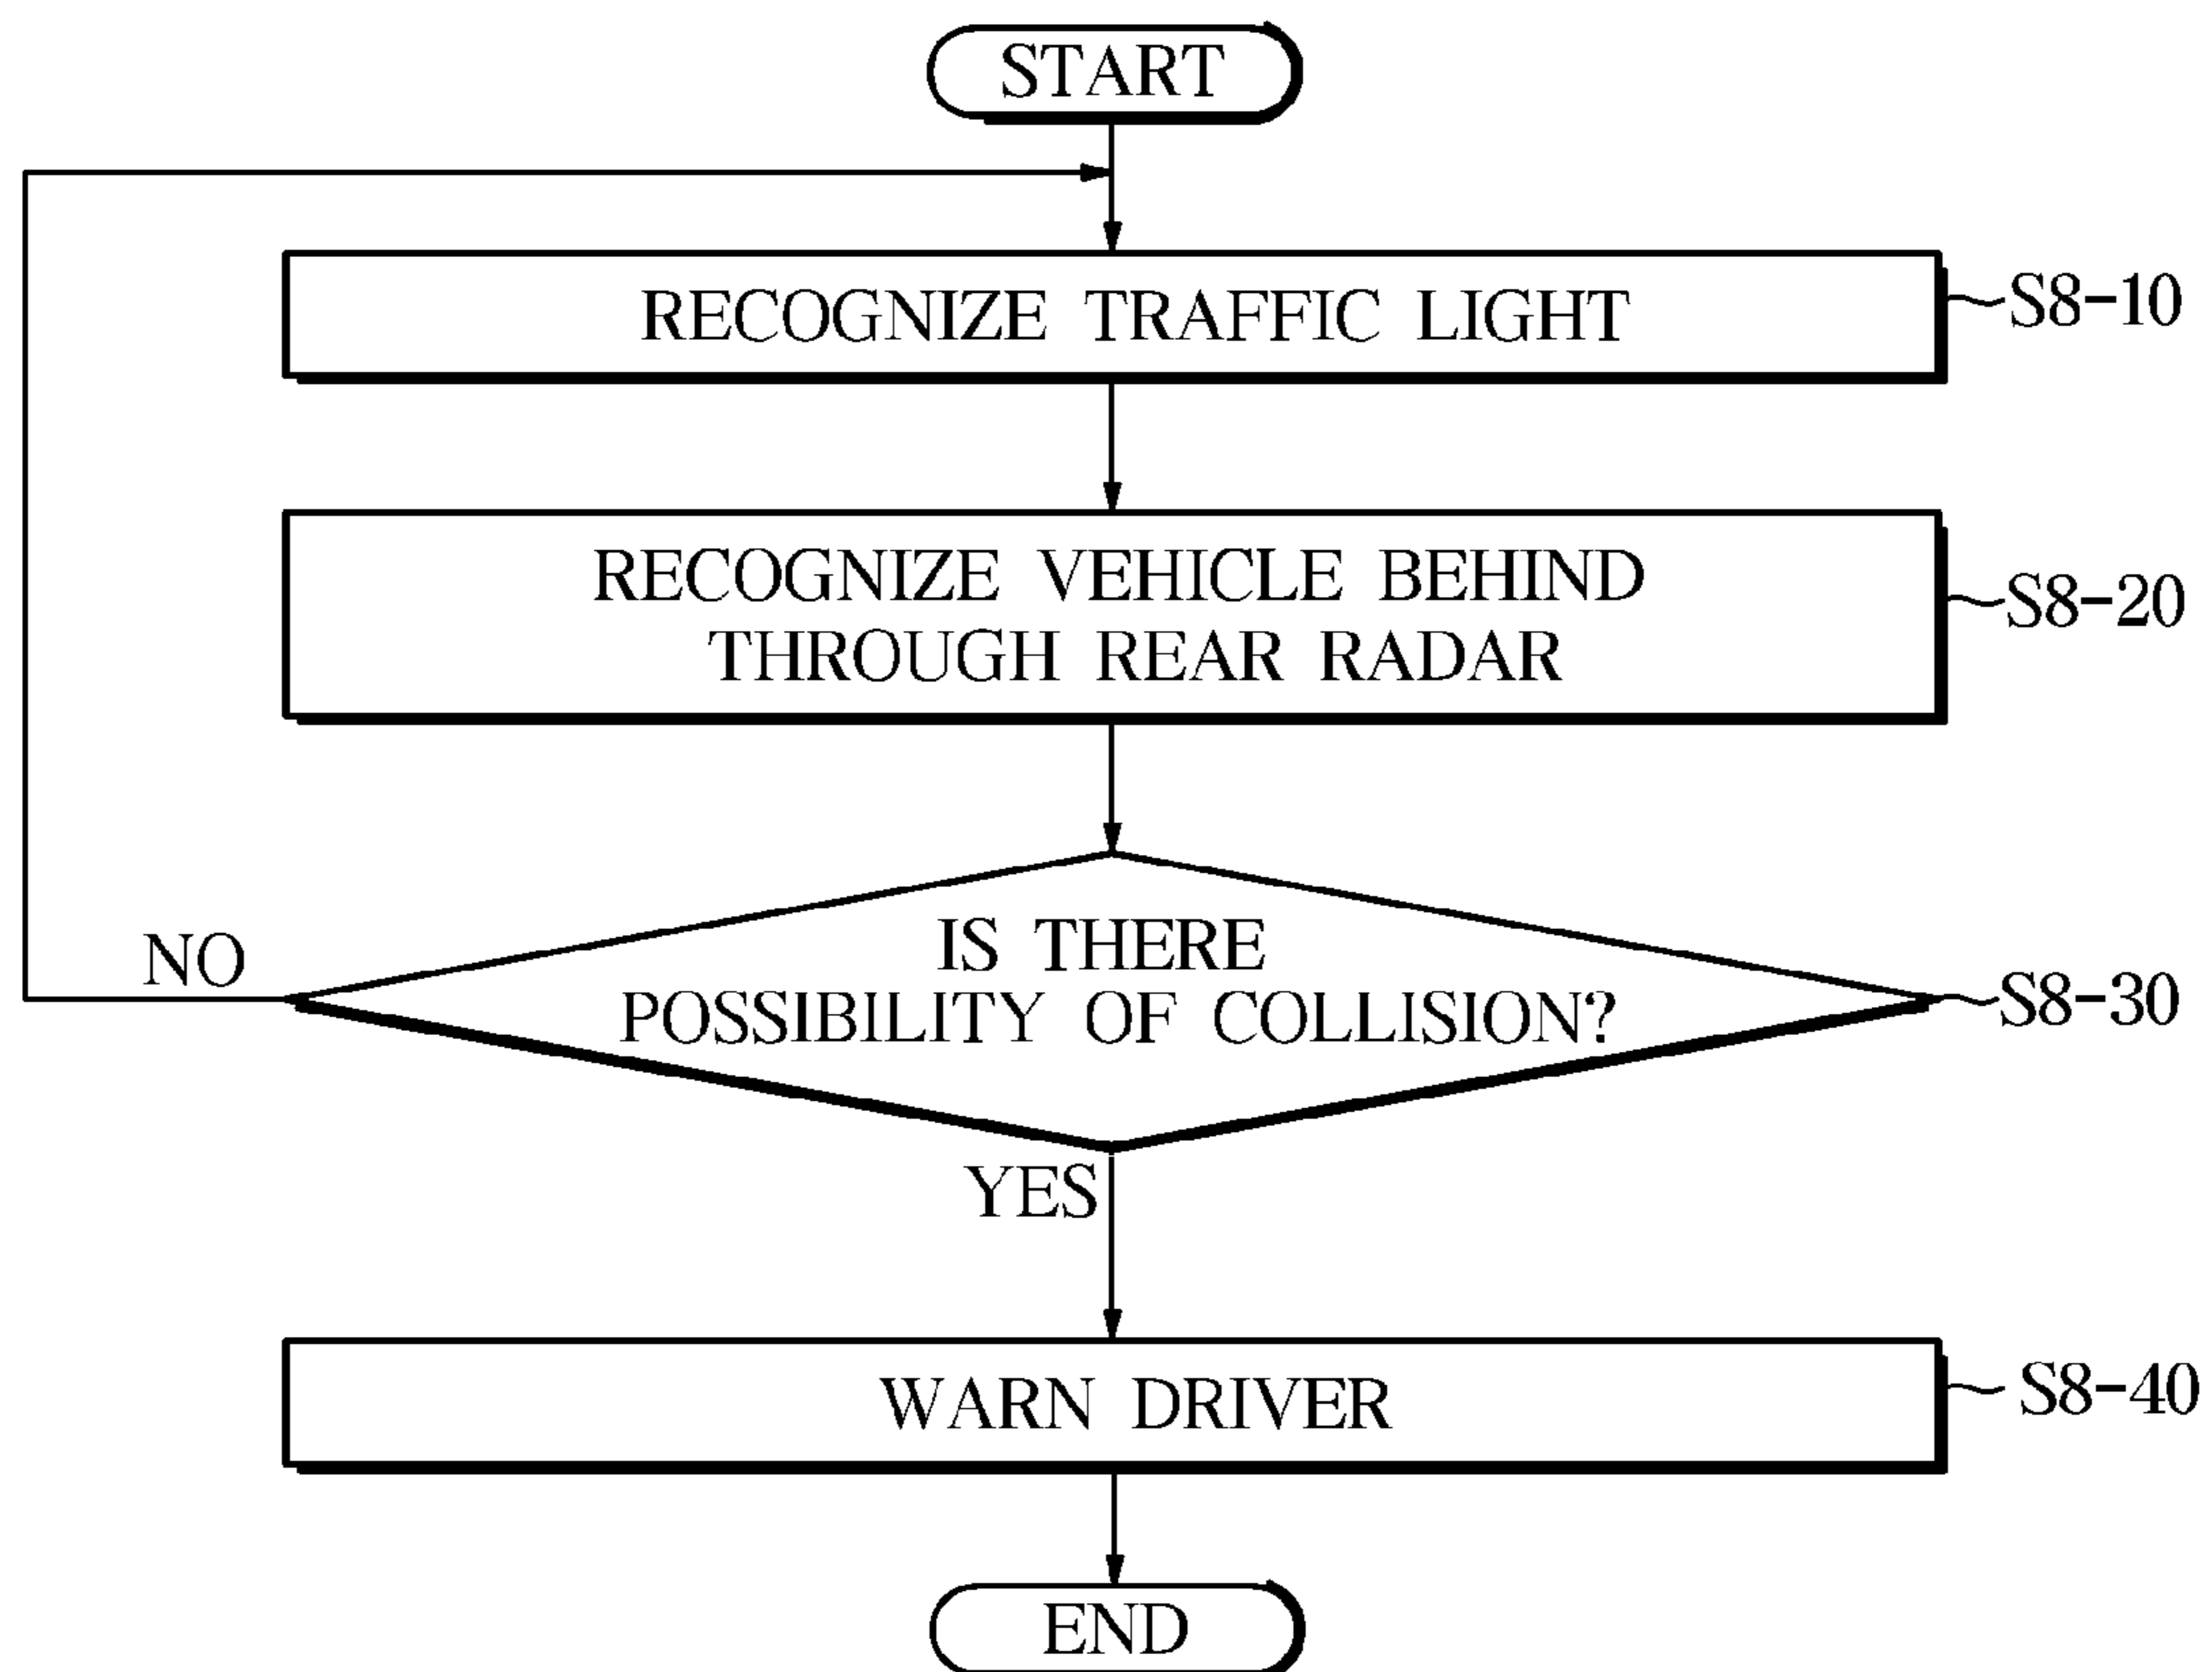 START
RECOGNIZE TRAFFIC LIGHT
S8-10
RECOGNIZE VEHICLE BEHIND
THROUGH REAR RADAR
S8-20
IS THERE
POSSIBILITY OF COLLISION?
S8-30
NO
YES
WARN DRIVER
S8-40
END